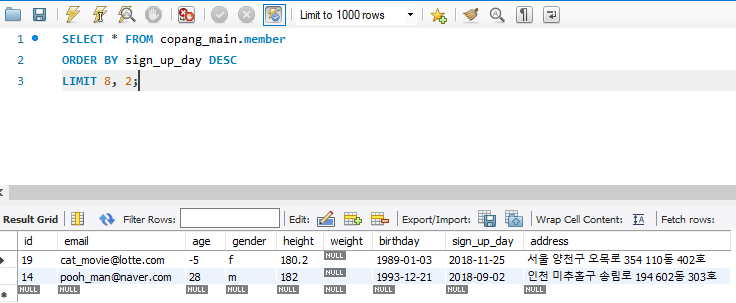 Limit to 1000 rows
1 SELECT * FROM copang_main.member
2 ORDER BY sign_up_day DESC
3 LIMIT 8, 2;
Result Grid Filter Rows: Edit: Export/Import: Wrap Cell Content: Fetch rows:
id email age gender height weight birthday sign_up_day address
19 cat_movie@lotte.com -5 f 180.2 NULL 1989-01-03 2018-11-25 서울 양천구 오목로 354 110동 402호
14 pooh_man@naver.com 28 m 182 NULL 1993-12-21 2018-09-02 인천 미추홀구 송림로 194 602동 303호
NULL NULL NULL NULL NULL NULL NULL NULL NULL